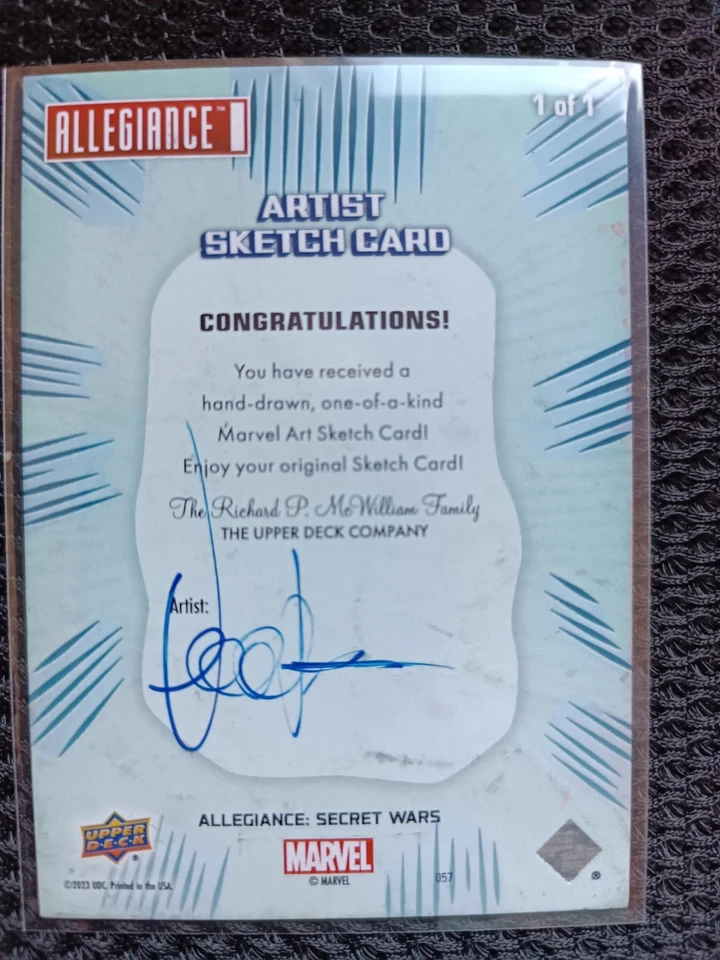 ALLEGIANCE™
1 of 1
ARTIST
SKETCH CARD
CONGRATULATIONS!
You have received a
hand-drawn, one-of-a-kind
Marvel Art Sketch Card!
Enjoy your original Sketch Card!
The Richard P. McWilliam Family
THE UPPER DECK COMPANY
Artist:
ALLEGIANCE: SECRET WARS
UPPER
D·E·C·K
®
MARVEL
©2023 UDC. Printed in the USA.
© MARVEL
057
®